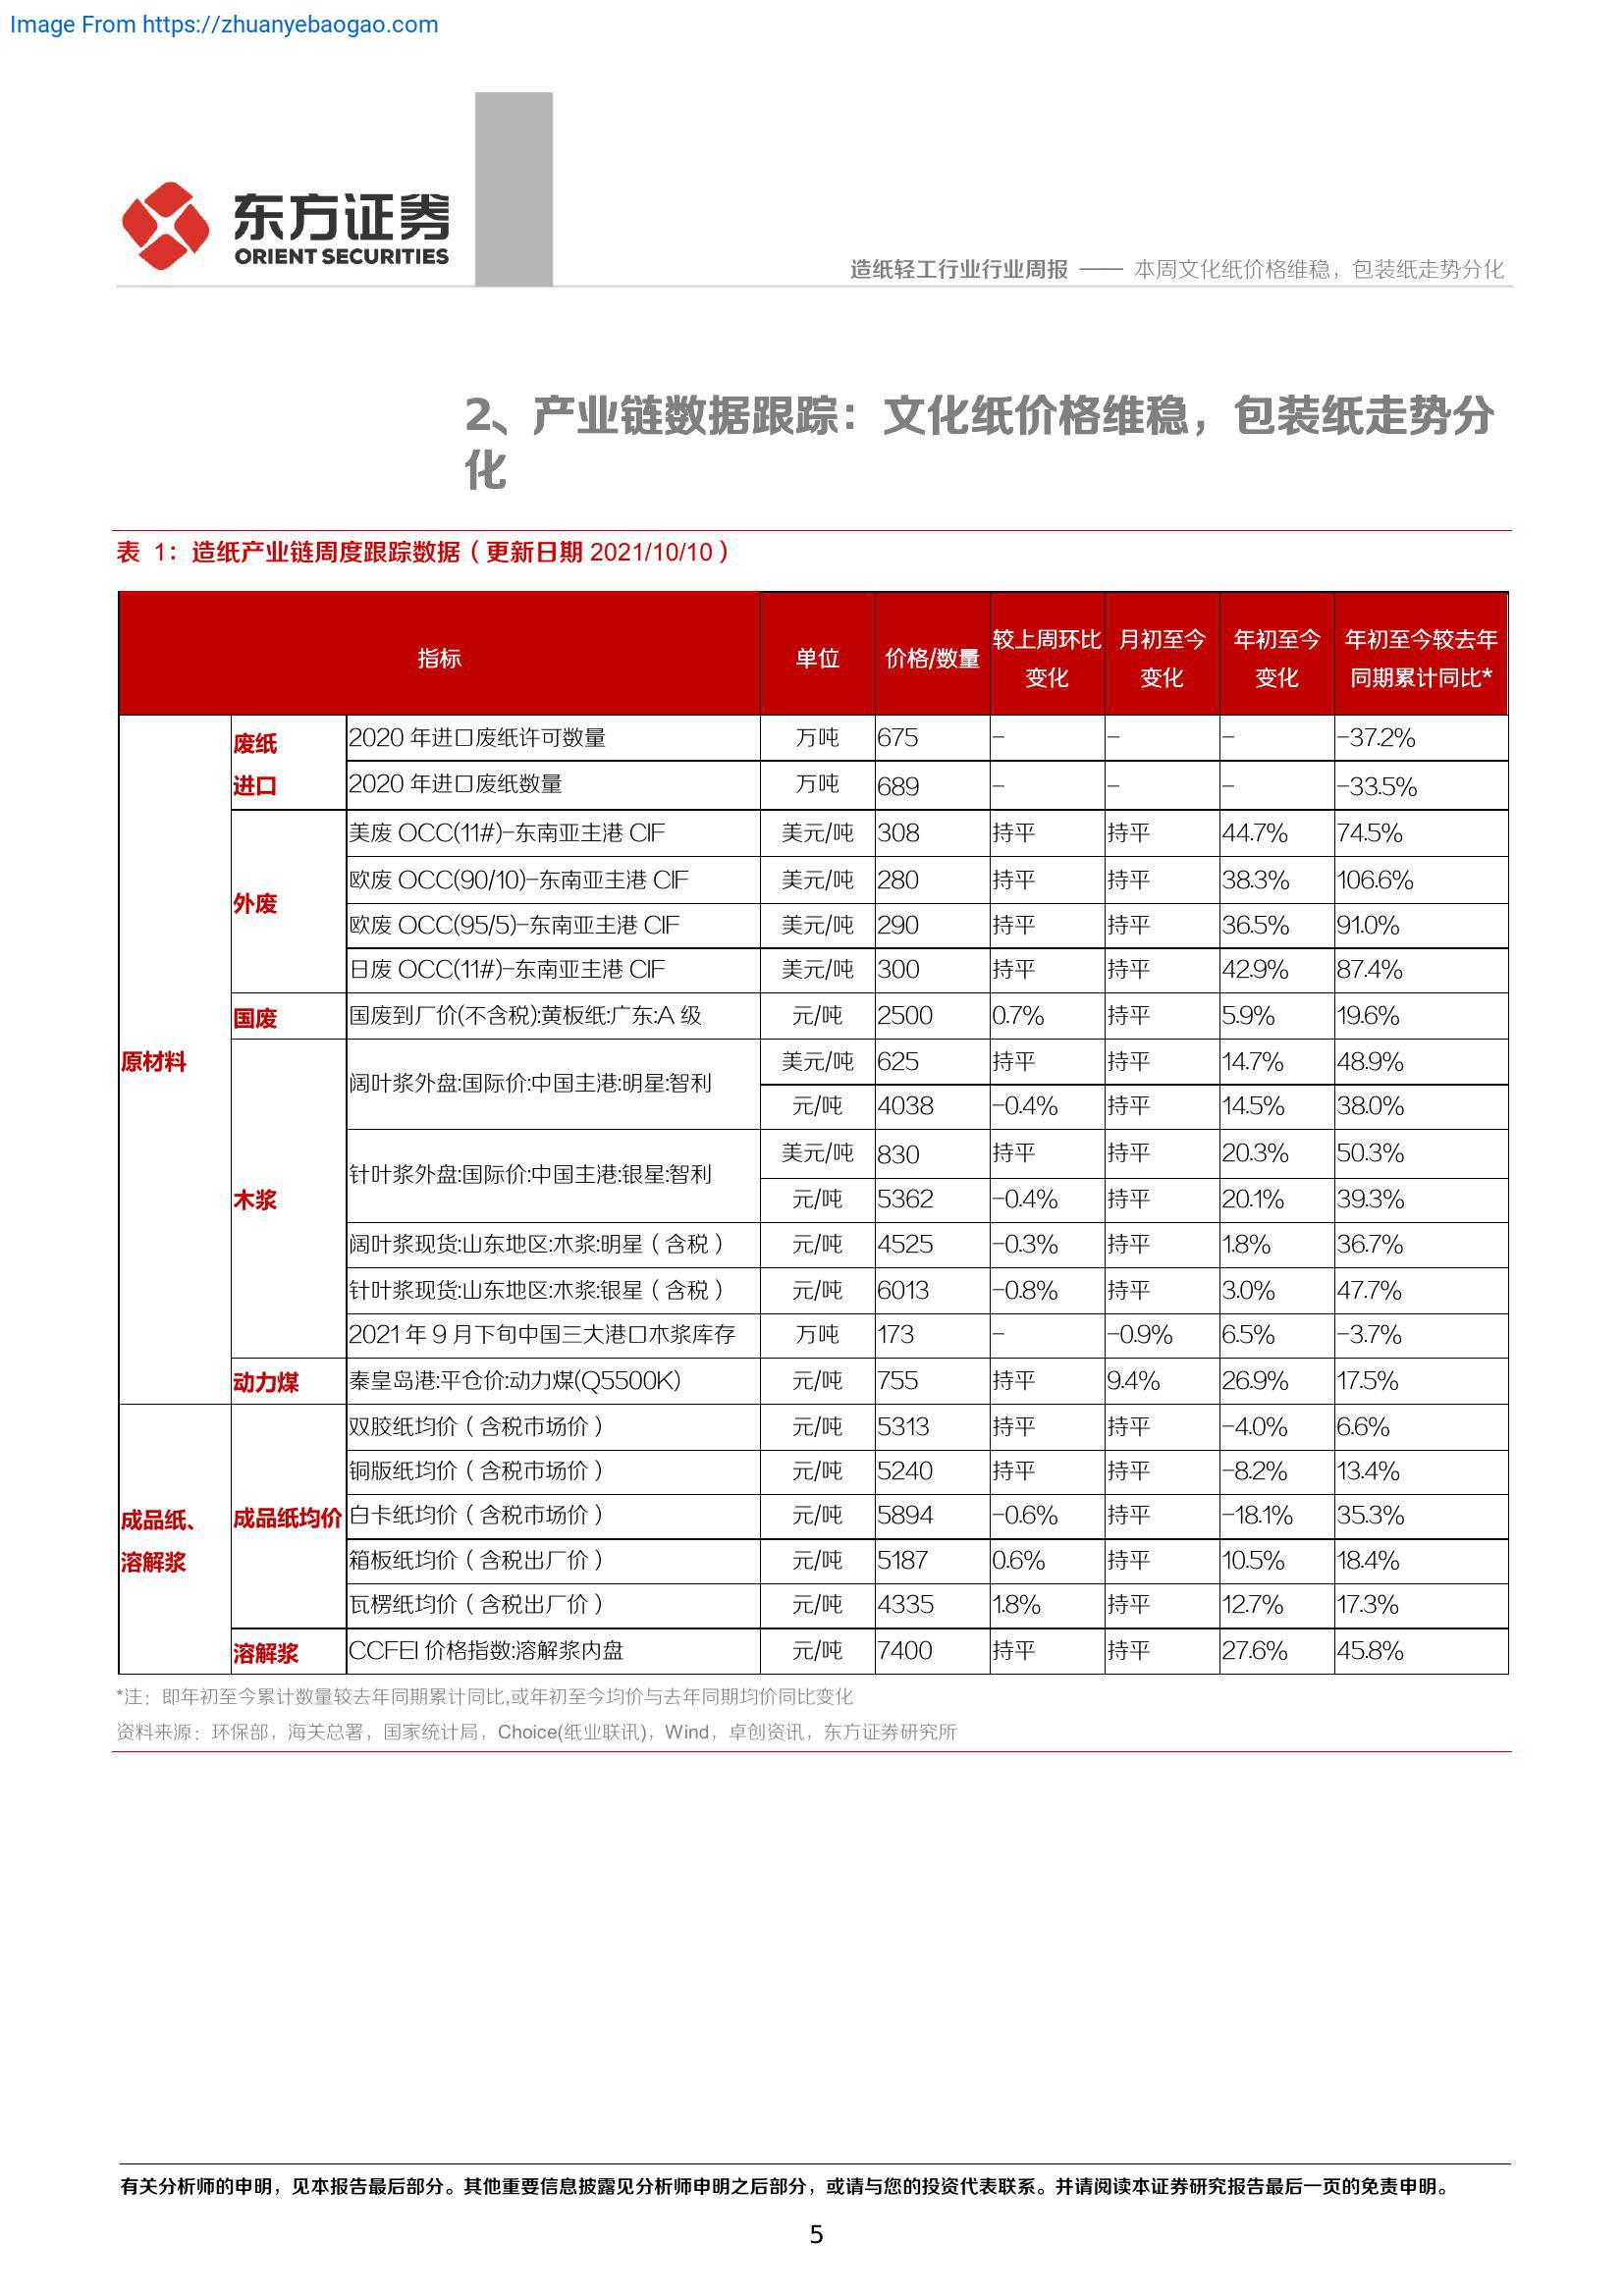 Image From https://zhuanyebaogao.com
东方证券
ORIENT SECURITIES
造纸轻工行业行业周报 —— 本周文化纸价格维稳，包装纸走势分化
2、产业链数据跟踪：文化纸价格维稳，包装纸走势分
化
表 1：造纸产业链周度跟踪数据（更新日期 2021/10/10）
指标 单位 价格/数量 较上周环比变化 月初至今变化 年初至今变化 年初至今较去年同期累计同比*
原材料
废纸进口
2020 年进口废纸许可数量 万吨 675 – – – -37.2%
2020 年进口废纸数量 万吨 689 – – – -33.5%
外废
美废 OCC(11#)-东南亚主港 CIF 美元/吨 308 持平 持平 44.7% 74.5%
欧废 OCC(90/10)-东南亚主港 CIF 美元/吨 280 持平 持平 38.3% 106.6%
欧废 OCC(95/5)-东南亚主港 CIF 美元/吨 290 持平 持平 36.5% 91.0%
日废 OCC(11#)-东南亚主港 CIF 美元/吨 300 持平 持平 42.9% 87.4%
国废 国废到厂价(不含税):黄板纸:广东:A 级 元/吨 2500 0.7% 持平 5.9% 19.6%
木浆
阔叶浆外盘:国际价:中国主港:明星:智利 美元/吨 625 持平 持平 14.7% 48.9%
元/吨 4038 -0.4% 持平 14.5% 38.0%
针叶浆外盘:国际价:中国主港:银星:智利 美元/吨 830 持平 持平 20.3% 50.3%
元/吨 5362 -0.4% 持平 20.1% 39.3%
阔叶浆现货:山东地区:木浆:明星（含税） 元/吨 4525 -0.3% 持平 1.8% 36.7%
针叶浆现货:山东地区:木浆:银星（含税） 元/吨 6013 -0.8% 持平 3.0% 47.7%
2021 年 9 月下旬中国三大港口木浆库存 万吨 173 – -0.9% 6.5% -3.7%
动力煤 秦皇岛港:平仓价:动力煤(Q5500K) 元/吨 755 持平 9.4% 26.9% 17.5%
成品纸、溶解浆
成品纸均价
双胶纸均价（含税市场价） 元/吨 5313 持平 持平 -4.0% 6.6%
铜版纸均价（含税市场价） 元/吨 5240 持平 持平 -8.2% 13.4%
白卡纸均价（含税市场价） 元/吨 5894 -0.6% 持平 -18.1% 35.3%
箱板纸均价（含税出厂价） 元/吨 5187 0.6% 持平 10.5% 18.4%
瓦楞纸均价（含税出厂价） 元/吨 4335 1.8% 持平 12.7% 17.3%
溶解浆 CCFEI 价格指数:溶解浆内盘 元/吨 7400 持平 持平 27.6% 45.8%
*注：即年初至今累计数量较去年同期累计同比,或年初至今均价与去年同期均价同比变化
资料来源：环保部，海关总署，国家统计局，Choice(纸业联讯)，Wind，卓创资讯，东方证券研究所
有关分析师的申明，见本报告最后部分。其他重要信息披露见分析师申明之后部分，或请与您的投资代表联系。并请阅读本证券研究报告最后一页的免责申明。
5